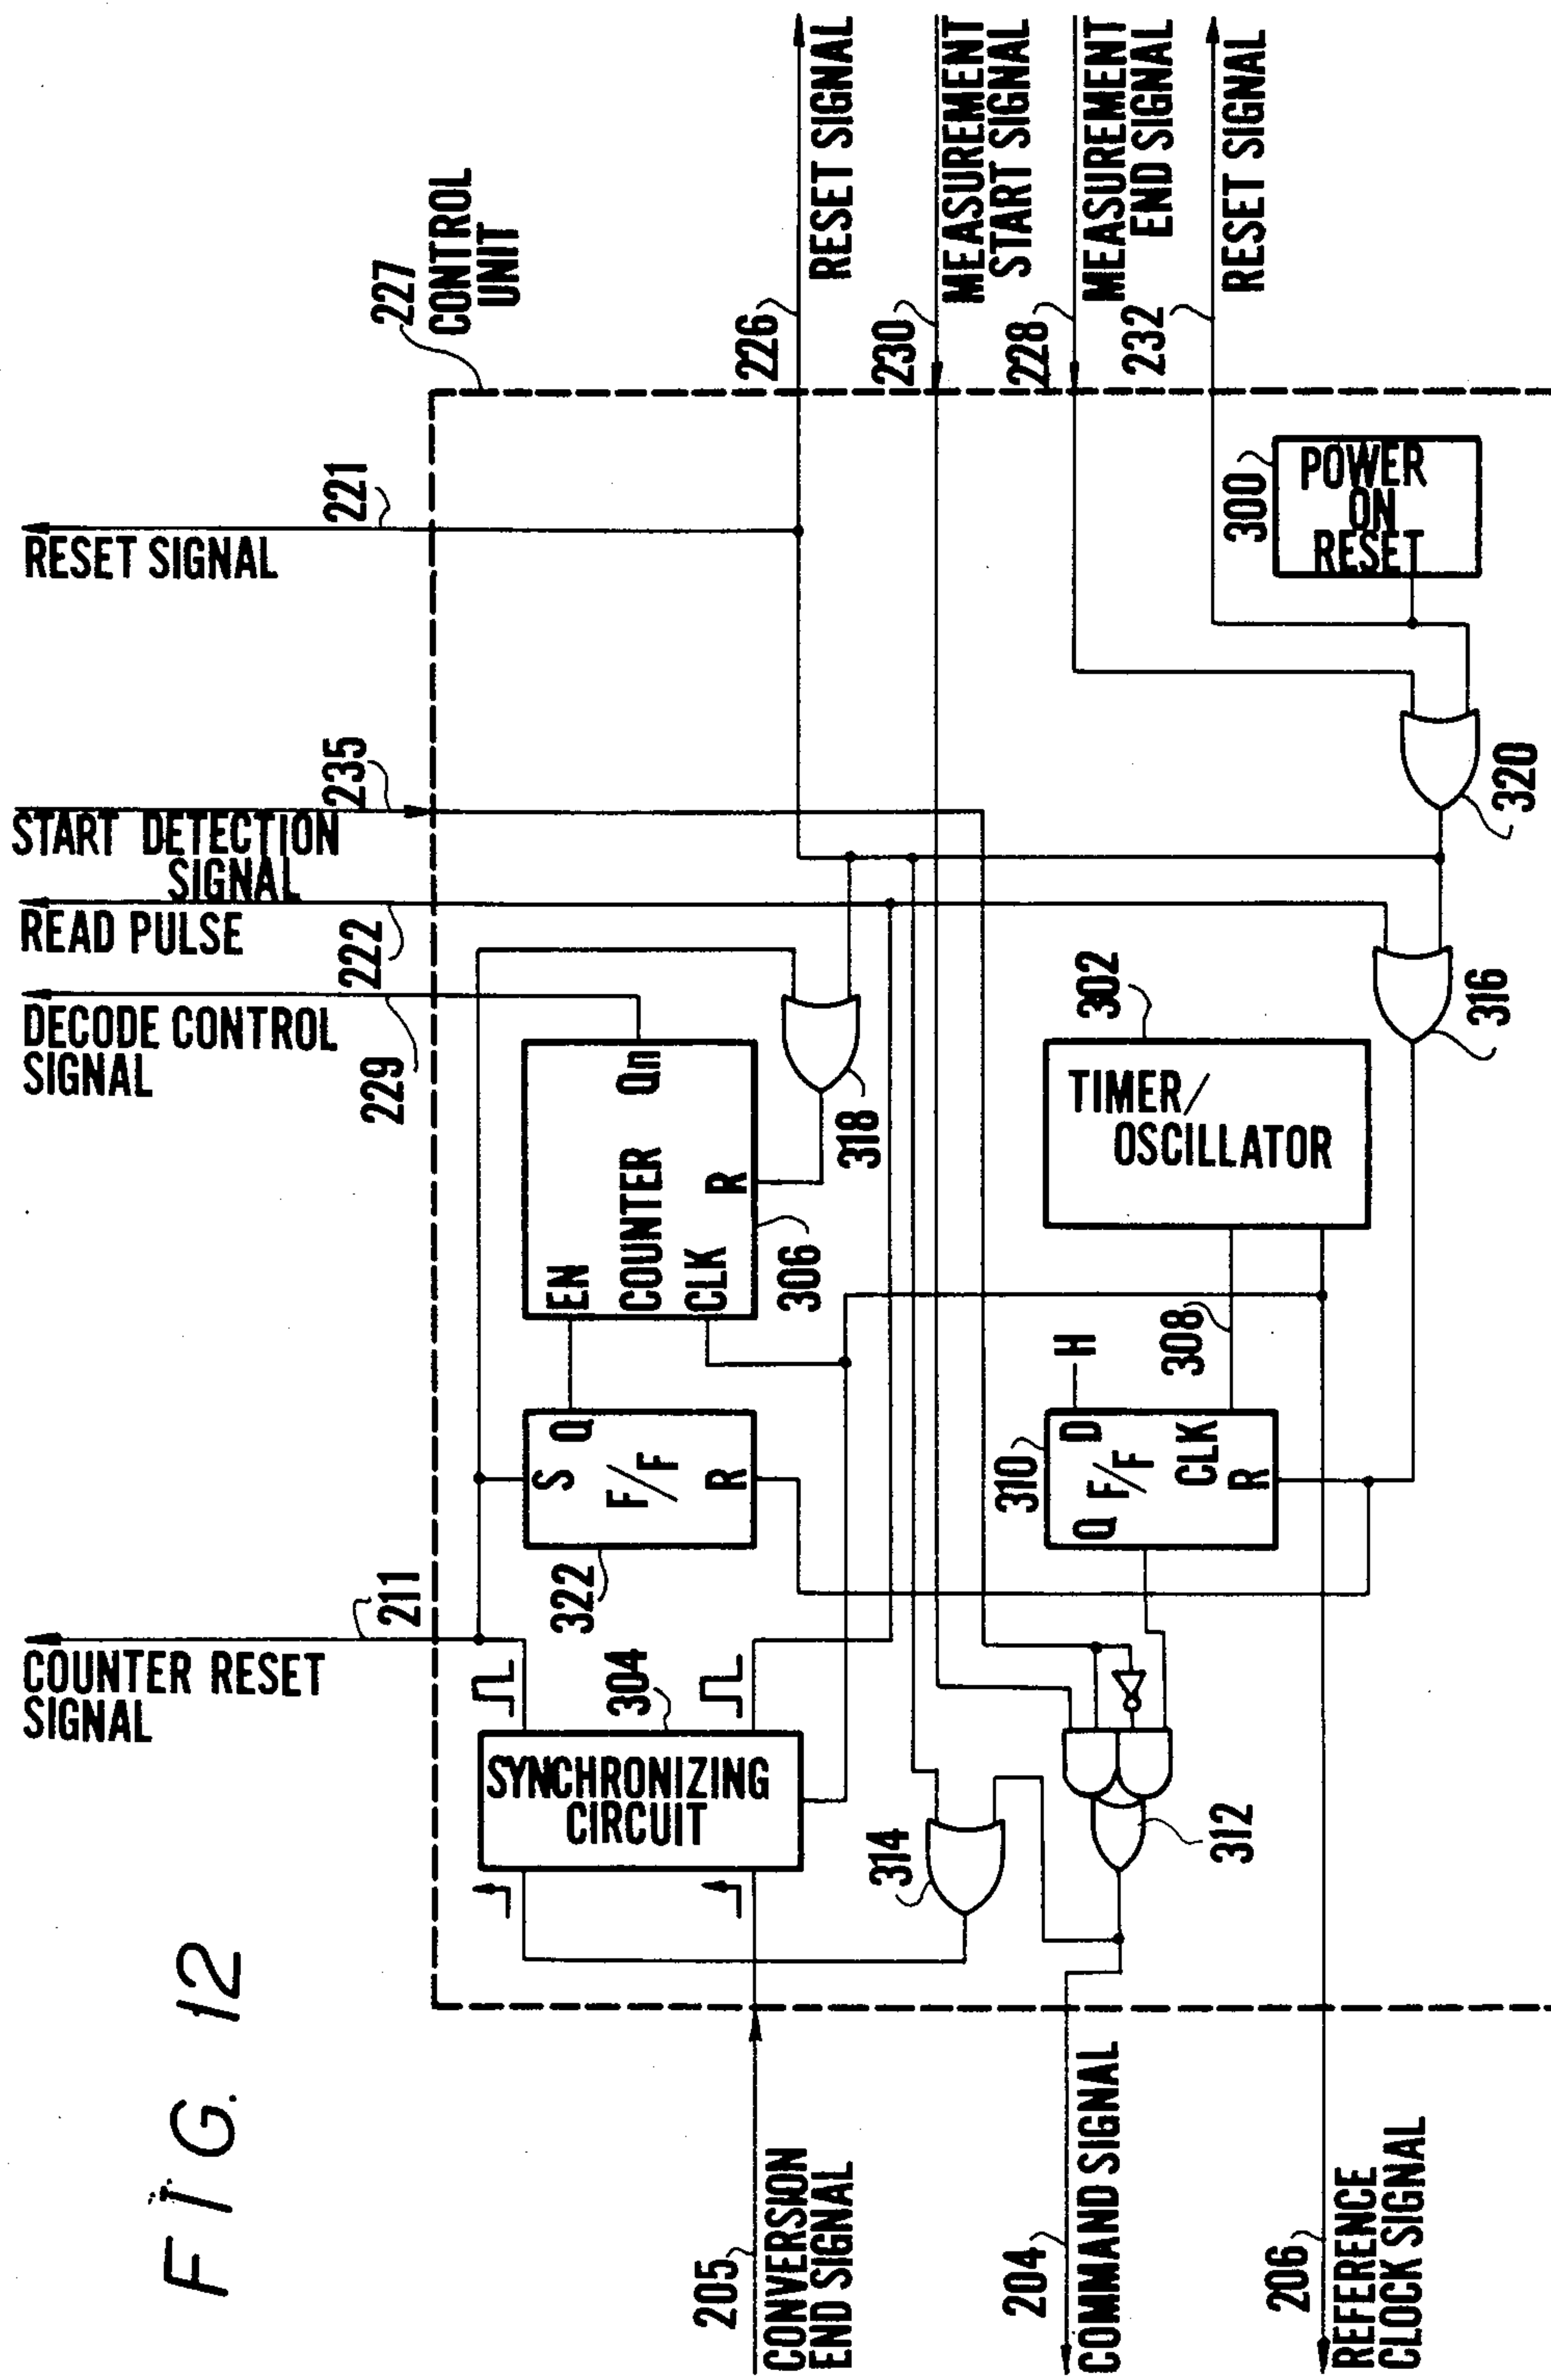 FIG. 12
COUNTER RESET
SIGNAL
211
DECODE CONTROL
SIGNAL
229
READ PULSE
222
START DETECTION
SIGNAL
235
RESET SIGNAL
221
227
CONTROL
UNIT
205
CONVERSION
END SIGNAL
204
COMMAND SIGNAL
206
REFERENCE
CLOCK SIGNAL
SYNCHRONIZING
CIRCUIT
304
322
S Q
F/F
R
EN Qn
COUNTER
CLK R
306
318
314
312
310
Q D
F/F
CLK
R
H
308
302
TIMER/
OSCILLATOR
316
320
300
POWER
ON
RESET
226
RESET SIGNAL
230
MEASUREMENT
START SIGNAL
228
MEASUREMENT
END SIGNAL
232
RESET SIGNAL